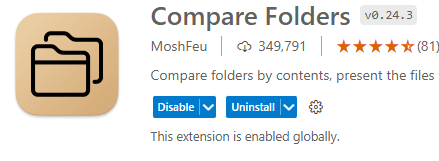 Compare Folders v0.24.3
MoshFeu 349,791 (81)
Compare folders by contents, present the files
Disable Uninstall
This extension is enabled globally.